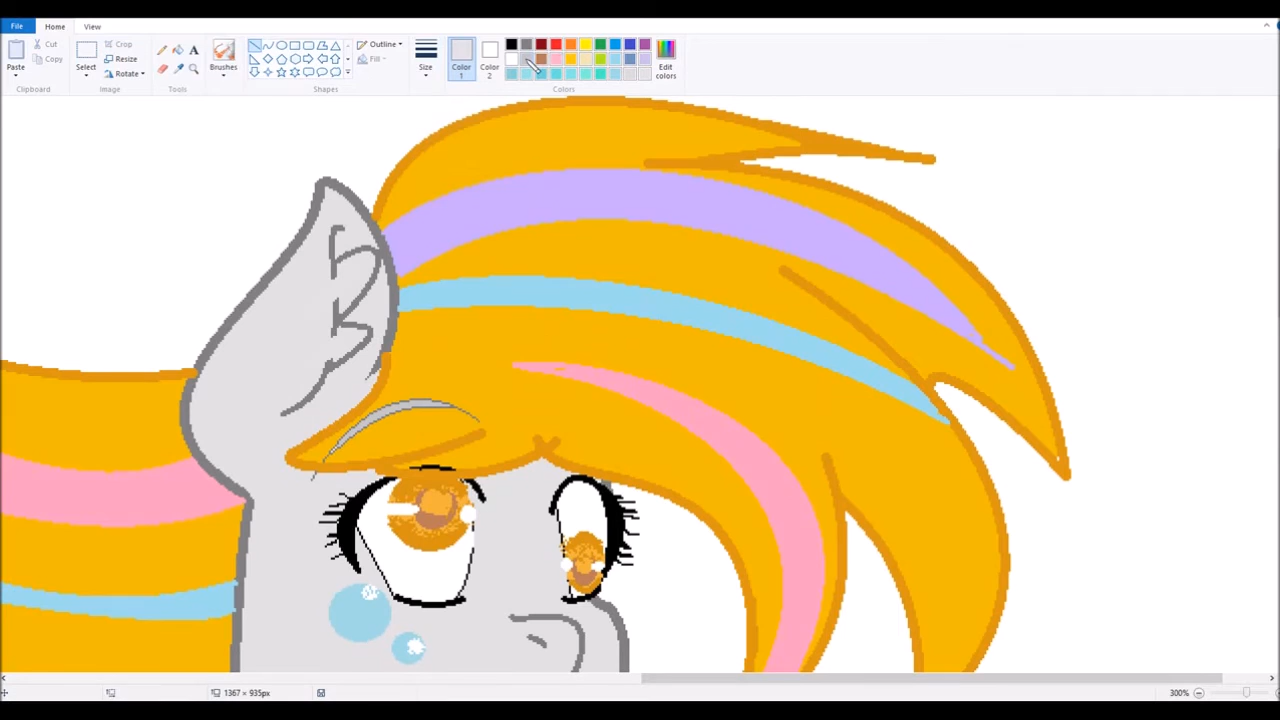 File Home View
Paste Cut Copy Select Crop Resize Rotate Brushes Outline Fill Size Color 1 Color 2 Edit colors
Clipboard Image Tools Shapes Colors
1367 × 935px 300%